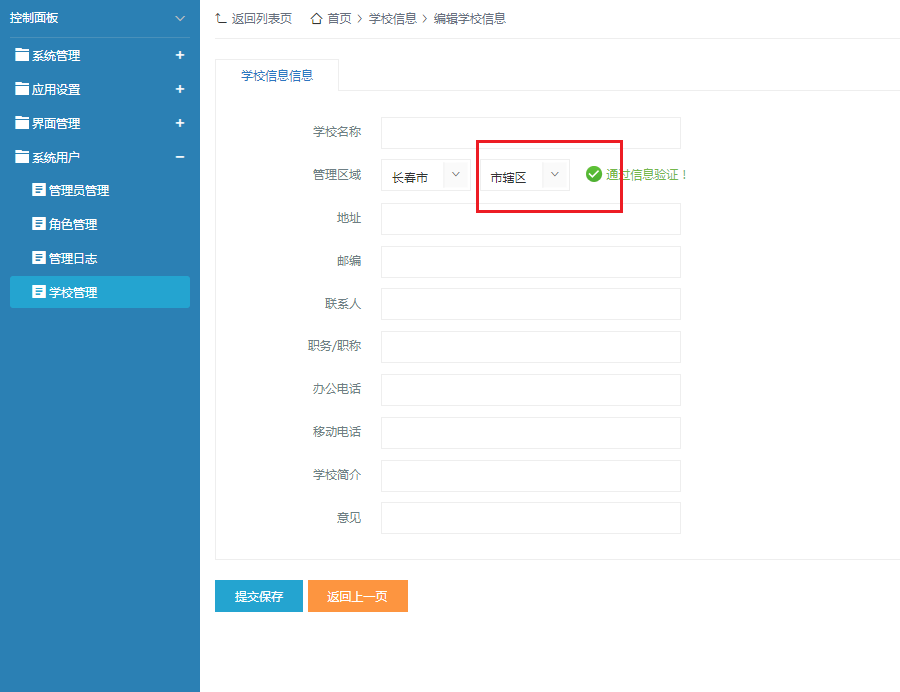 控制面板
系统管理
应用设置
界面管理
系统用户
管理员管理
角色管理
管理日志
学校管理
返回列表页 首页 > 学校信息 > 编辑学校信息
学校信息信息
学校名称
管理区域 长春市 市辖区 通过信息验证！
地址
邮编
联系人
职务/职称
办公电话
移动电话
学校简介
意见
提交保存 返回上一页